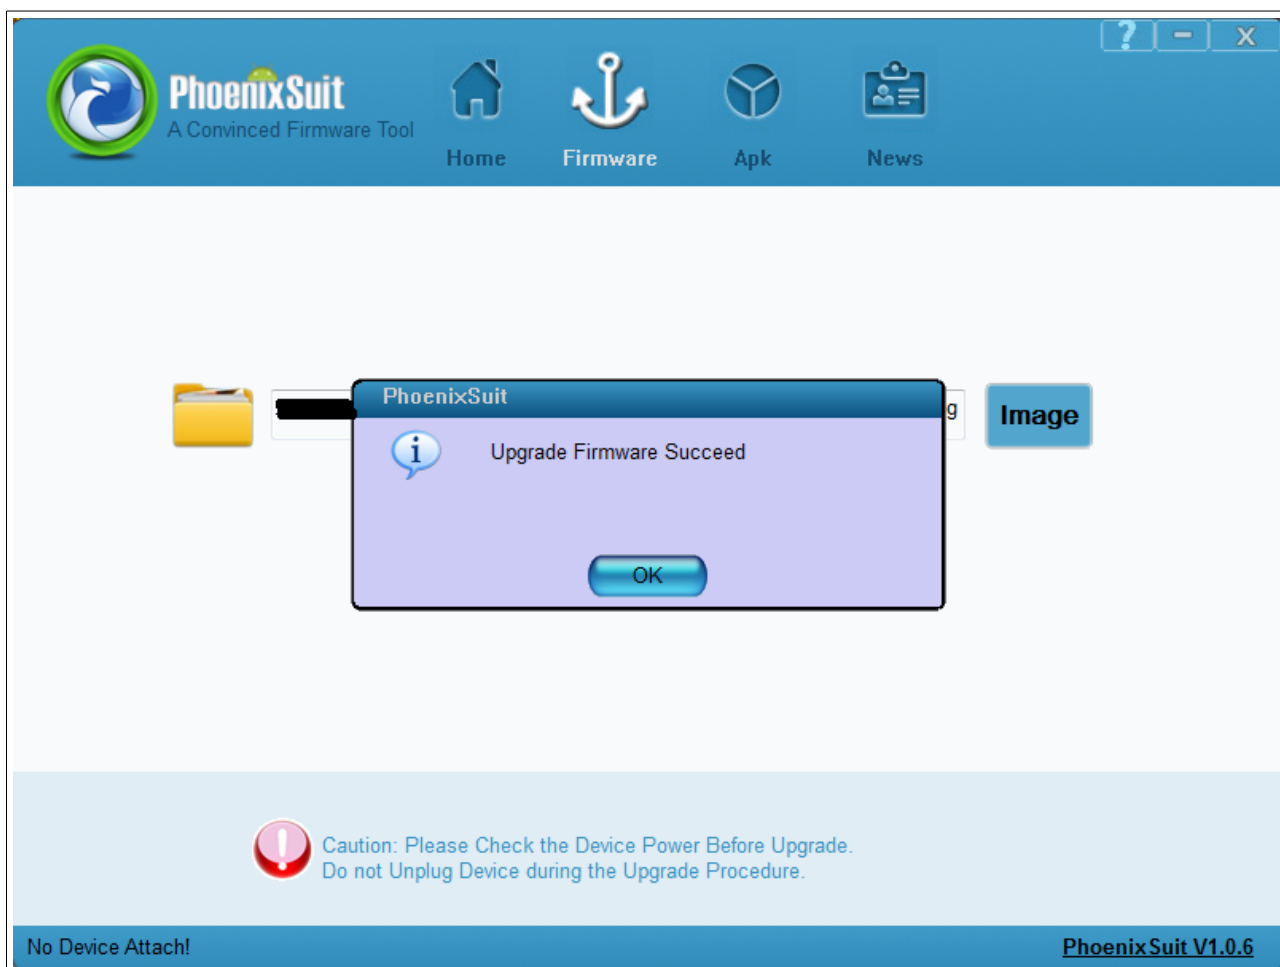 ? - X
PhoenixSuit
A Convinced Firmware Tool
Home Firmware Apk News
PhoenixSuit
g
Image
i
Upgrade Firmware Succeed
OK
Caution: Please Check the Device Power Before Upgrade.
Do not Unplug Device during the Upgrade Procedure.
No Device Attach!
PhoenixSuit V1.0.6